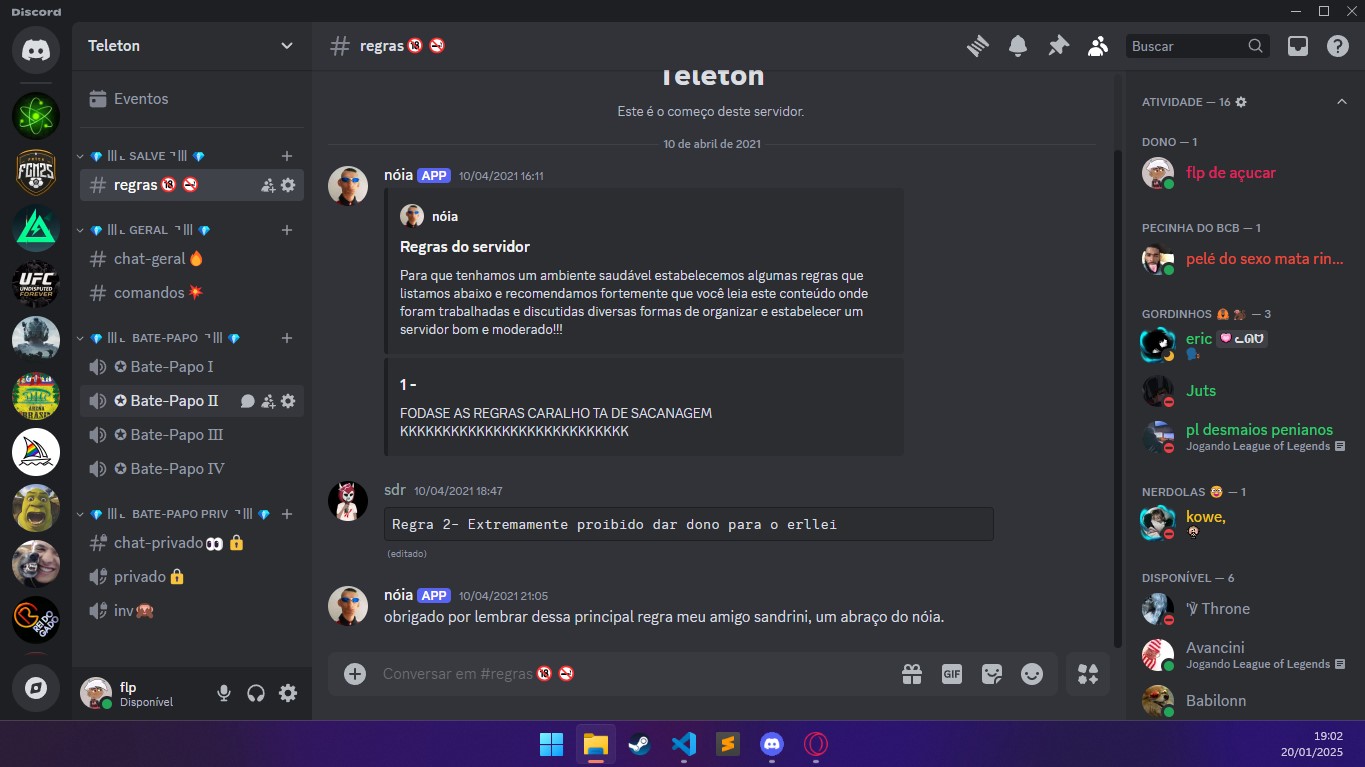 Discord
Teleton
Eventos
SALVE
regras🔞 🚭
GERAL
chat-geral🔥
comandos💥
BATE-PAPO
✪ Bate-Papo I
✪ Bate-Papo II
✪ Bate-Papo III
✪ Bate-Papo IV
BATE-PAPO PRIV
chat-privado👀🔒
privado🔒
inv🙈
flp
Disponível
# regras🔞 🚭
Buscar
Teleton
Este é o começo deste servidor.
10 de abril de 2021
nóia APP 10/04/2021 16:11
nóia
Regras do servidor
Para que tenhamos um ambiente saudável estabelecemos algumas regras que
listamos abaixo e recomendamos fortemente que você leia este conteúdo onde
foram trabalhadas e discutidas diversas formas de organizar e estabelecer um
servidor bom e moderado!!!
1 -
FODASE AS REGRAS CARALHO TA DE SACANAGEM
KKKKKKKKKKKKKKKKKKKKKKKKKKK
sdr 10/04/2021 18:47
Regra 2- Extremamente proibido dar dono para o erllei
(editado)
nóia APP 10/04/2021 21:05
obrigado por lembrar dessa principal regra meu amigo sandrini, um abraço do nóia.
Conversar em #regras🔞 🚭
GIF
ATIVIDADE — 16
DONO — 1
flp de açucar
PECINHA DO BCB — 1
pelé do sexo mata rin...
GORDINHOS — 3
eric
Juts
pl desmaios penianos
Jogando League of Legends
NERDOLAS — 1
kowe,
DISPONÍVEL — 6
Throne
Avancini
Jogando League of Legends
Babilonn
FGM25
UFC
UNDISPUTED
FOREVER
REI DO
GADO
19:02
20/01/2025